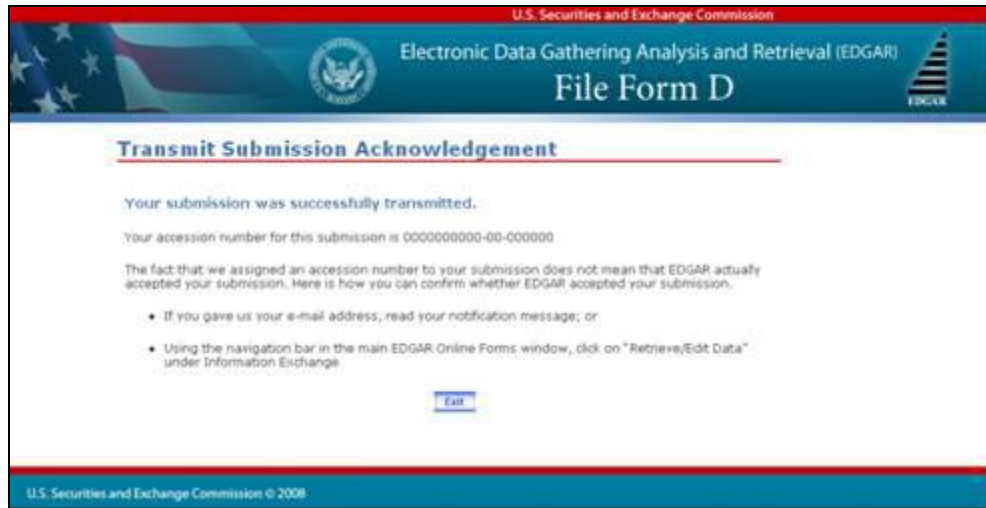 U.S. Securities and Exchange Commission
Electronic Data Gathering Analysis and Retrieval (EDGAR)
File Form D
EDGAR
Transmit Submission Acknowledgement
Your submission was successfully transmitted.
Your accession number for this submission is 0000000000-00-000000
The fact that we assigned an accession number to your submission does not mean that EDGAR actually
accepted your submission. Here is how you can confirm whether EDGAR accepted your submission.
• If you gave us your e-mail address, read your notification message; or
• Using the navigation bar in the main EDGAR Online Forms window, click on "Retrieve/Edit Data"
under Information Exchange
Exit
U.S. Securities and Exchange Commission © 2008